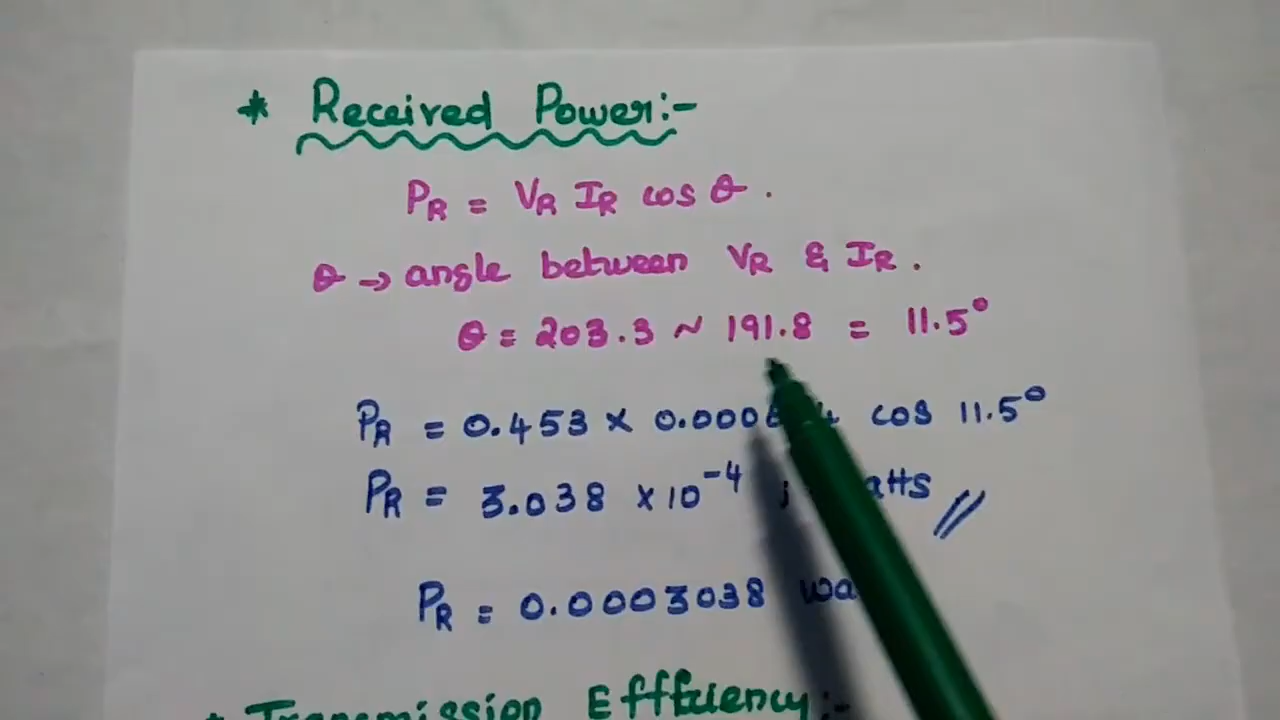 * Received Power:-
PR = VR IR cos θ.
θ → angle between VR & IR.
θ = 203.3 ~ 191.8 = 11.5°
PR = 0.453 × 0.000 cos 11.5°
PR = 3.038 × 10⁻⁴
PR = 0.0003038
* Transmission Efficiency:-